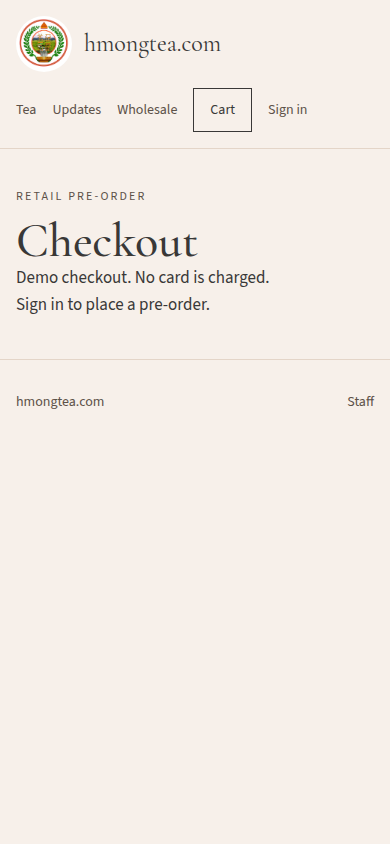 hmongtea.com
Tea Updates Wholesale Cart Sign in
RETAIL PRE-ORDER
Checkout
Demo checkout. No card is charged.
Sign in to place a pre-order.
hmongtea.com Staff